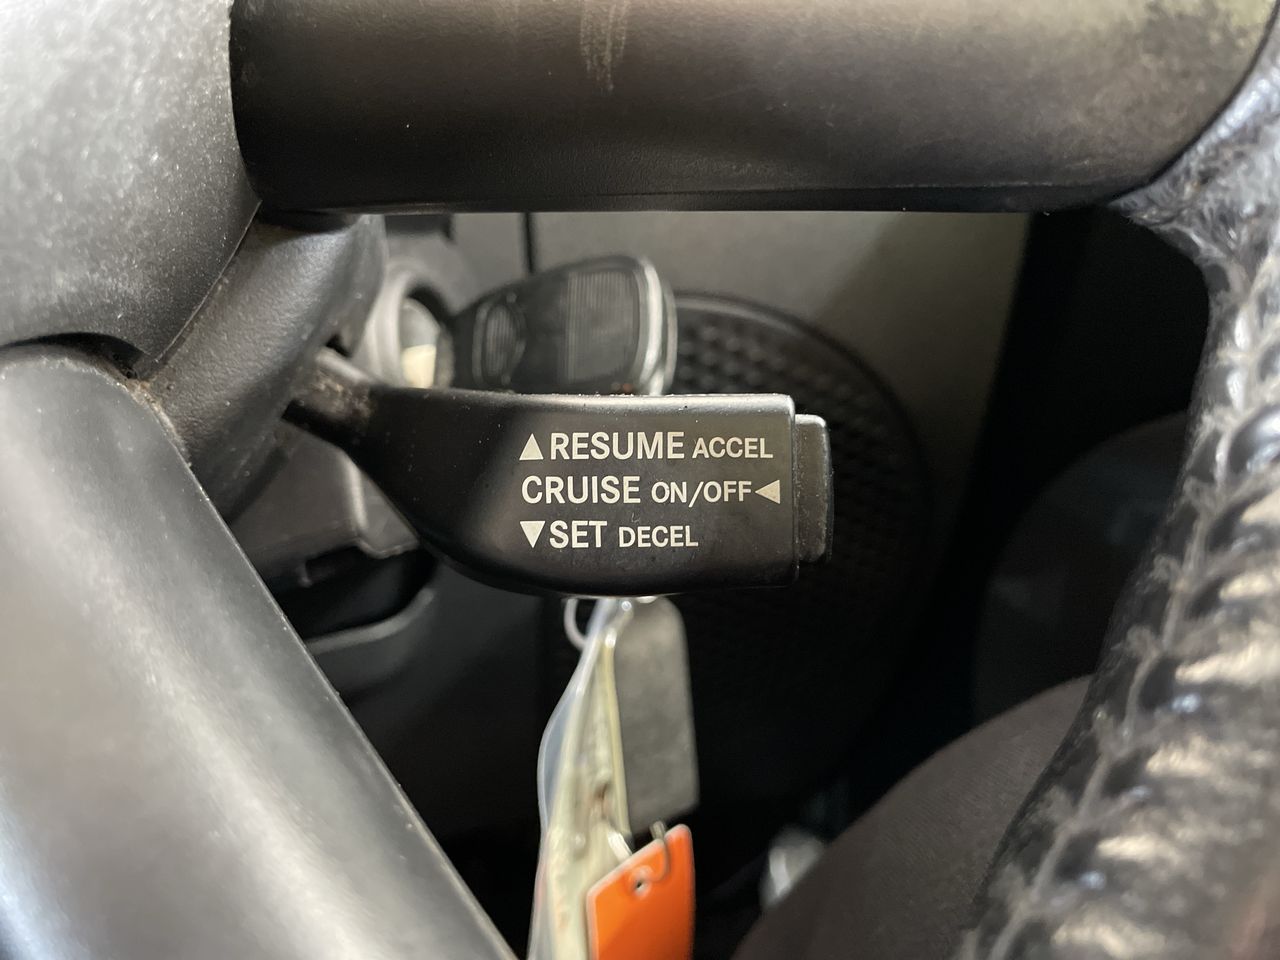 ▲RESUME ACCEL
CRUISE ON/OFF◀
▼SET DECEL